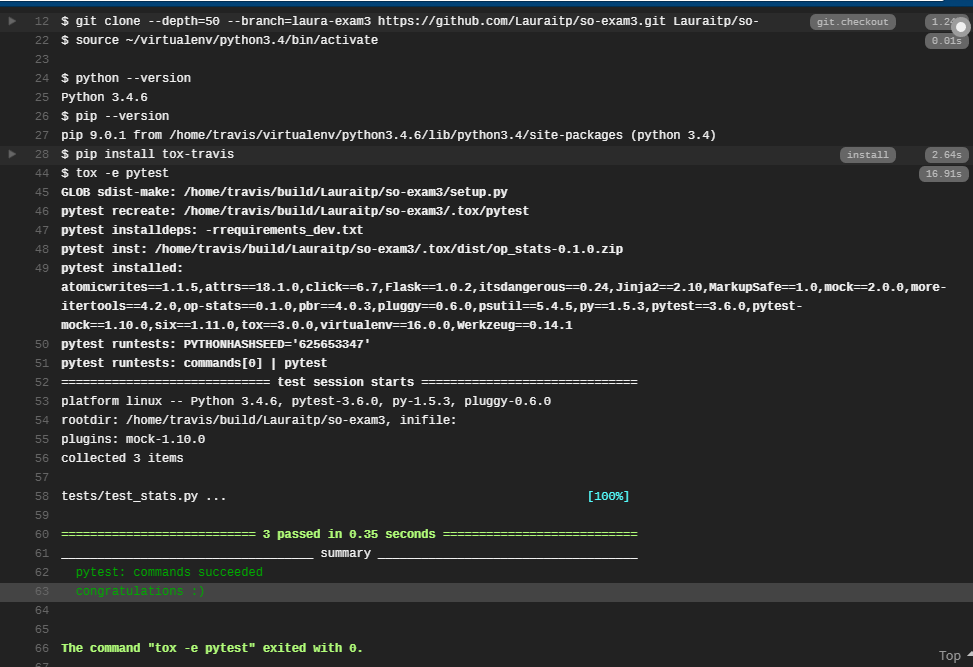 12 $ git clone --depth=50 --branch=laura-exam3 https://github.com/Lauraitp/so-exam3.git Lauraitp/so- git.checkout
22 $ source ~/virtualenv/python3.4/bin/activate 0.01s
23
24 $ python --version
25 Python 3.4.6
26 $ pip --version
27 pip 9.0.1 from /home/travis/virtualenv/python3.4.6/lib/python3.4/site-packages (python 3.4)
28 $ pip install tox-travis install 2.64s
44 $ tox -e pytest 16.91s
45 GLOB sdist-make: /home/travis/build/Lauraitp/so-exam3/setup.py
46 pytest recreate: /home/travis/build/Lauraitp/so-exam3/.tox/pytest
47 pytest installdeps: -rrequirements_dev.txt
48 pytest inst: /home/travis/build/Lauraitp/so-exam3/.tox/dist/op_stats-0.1.0.zip
49 pytest installed:
atomicwrites==1.1.5,attrs==18.1.0,click==6.7,Flask==1.0.2,itsdangerous==0.24,Jinja2==2.10,MarkupSafe==1.0,mock==2.0.0,more-
itertools==4.2.0,op-stats==0.1.0,pbr==4.0.3,pluggy==0.6.0,psutil==5.4.5,py==1.5.3,pytest==3.6.0,pytest-
mock==1.10.0,six==1.11.0,tox==3.0.0,virtualenv==16.0.0,Werkzeug==0.14.1
50 pytest runtests: PYTHONHASHSEED='625653347'
51 pytest runtests: commands[0] | pytest
52 ============================= test session starts ==============================
53 platform linux -- Python 3.4.6, pytest-3.6.0, py-1.5.3, pluggy-0.6.0
54 rootdir: /home/travis/build/Lauraitp/so-exam3, inifile:
55 plugins: mock-1.10.0
56 collected 3 items
57
58 tests/test_stats.py ... [100%]
59
60 =========================== 3 passed in 0.35 seconds ===========================
61 ___________________________________ summary ____________________________________
62 pytest: commands succeeded
63 congratulations :)
64
65
66 The command "tox -e pytest" exited with 0.
67
Top